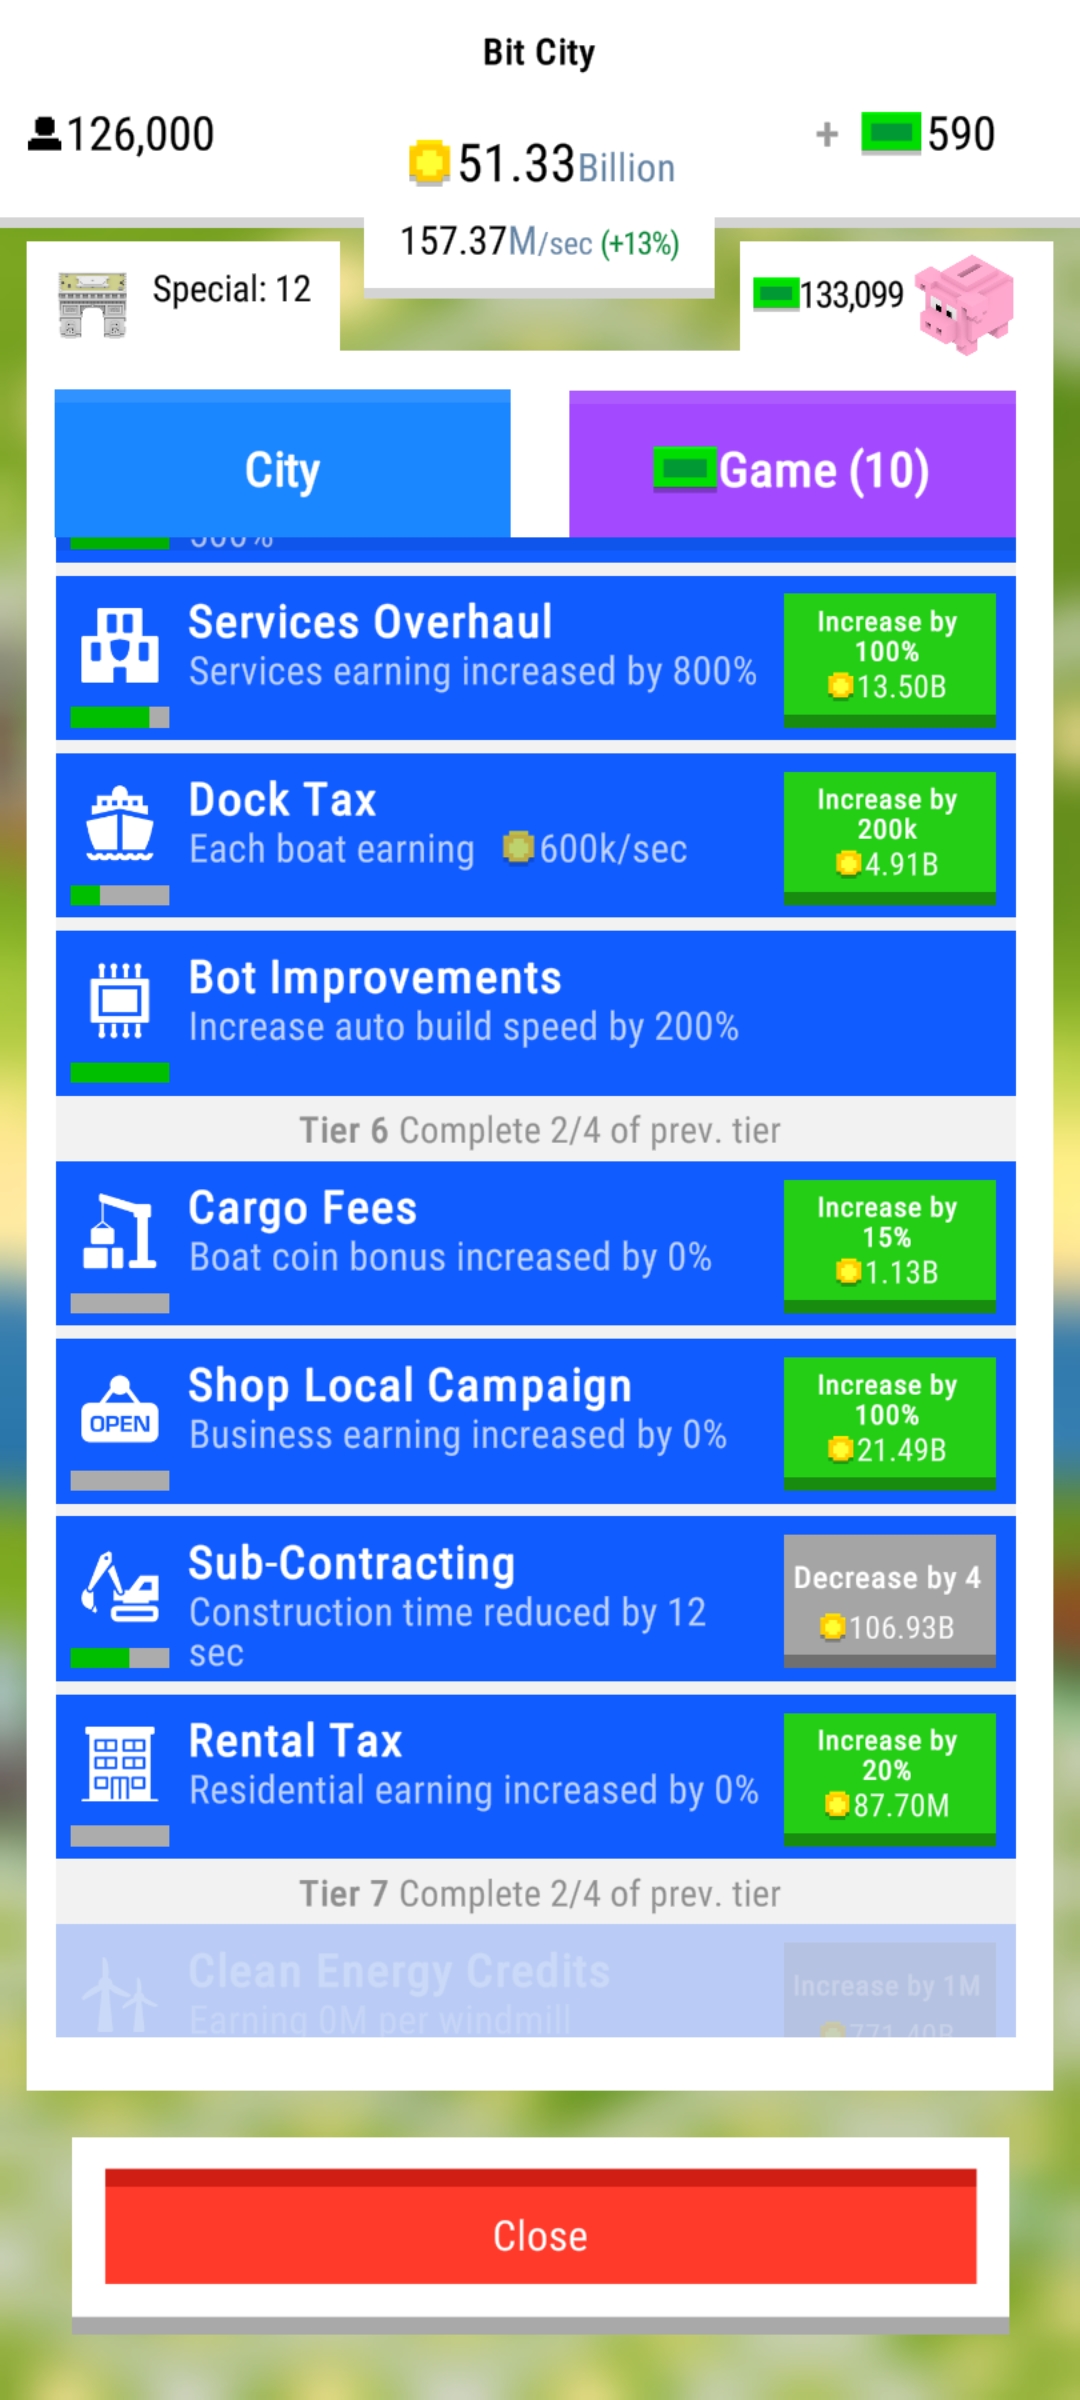 Bit City
126,000
51.33Billion
+ 590
157.37M/sec (+13%)
Special: 12
133,099
City
Game (10)
Services Overhaul
Services earning increased by 800%
Increase by
100%
13.50B
Dock Tax
Each boat earning 600k/sec
Increase by
200k
4.91B
Bot Improvements
Increase auto build speed by 200%
Tier 6 Complete 2/4 of prev. tier
Cargo Fees
Boat coin bonus increased by 0%
Increase by
15%
1.13B
Shop Local Campaign
Business earning increased by 0%
OPEN
Increase by
100%
21.49B
Sub-Contracting
Construction time reduced by 12
sec
Decrease by 4
106.93B
Rental Tax
Residential earning increased by 0%
Increase by
20%
87.70M
Tier 7 Complete 2/4 of prev. tier
Clean Energy Credits
Earning 0M per windmill
Increase by 1M
771.40B
Close